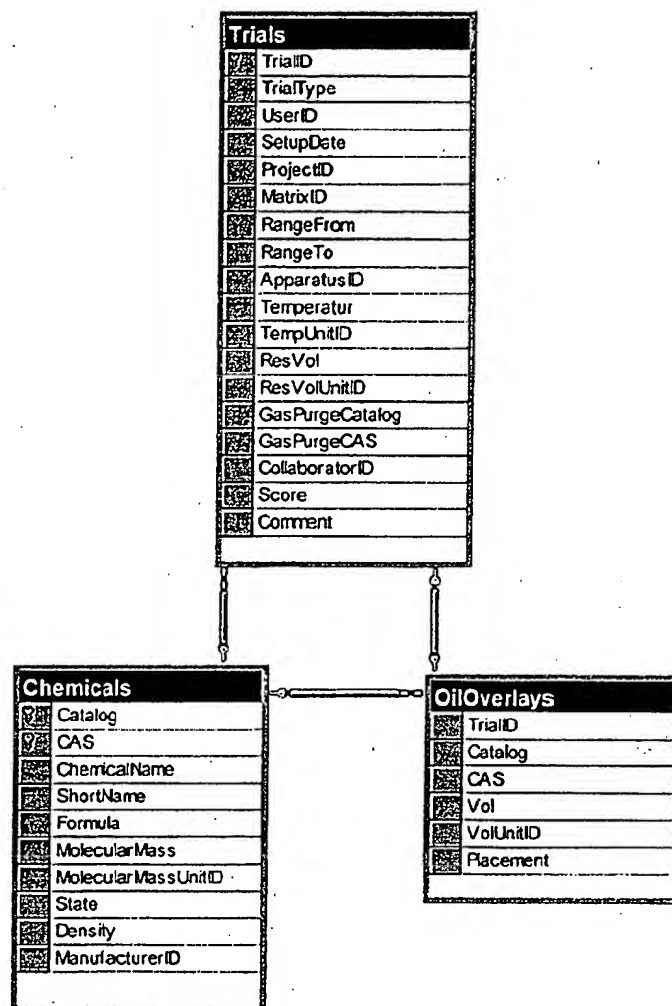 Trials
TrialID
TrialType
UserID
SetupDate
ProjectID
MatrixID
RangeFrom
RangeTo
ApparatusID
Temperatur
TempUnitID
ResVol
ResVolUnitID
GasPurgeCatalog
GasPurgeCAS
CollaboratorID
Score
Comment
Chemicals
Catalog
CAS
ChemicalName
ShortName
Formula
MolecularMass
MolecularMassUnitID
State
Density
ManufacturerID
OilOverlays
TrialID
Catalog
CAS
Vol
VolUnitID
Placement